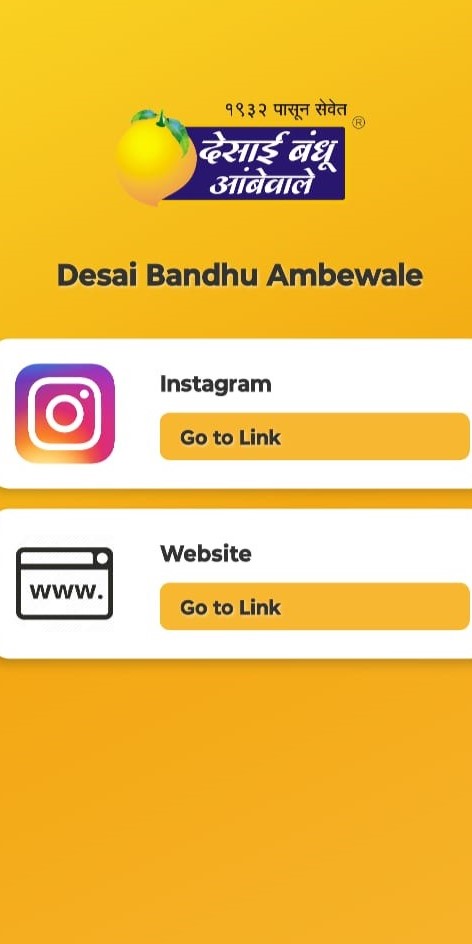 १९३२ पासून सेवेत
®
देसाई बंधू
आंबेवाले
Desai Bandhu Ambewale
Instagram
Go to Link
Website
www.
Go to Link